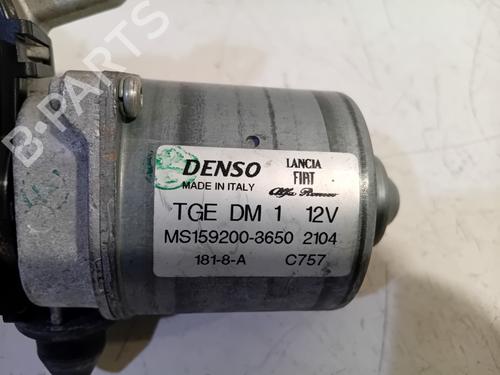 B-PARTS
DENSO
MADE IN ITALY
LANCIA
FIAT
Alfa Romeo
TGE DM 1 12V
MS159200-3650 2104
181-8-A C757